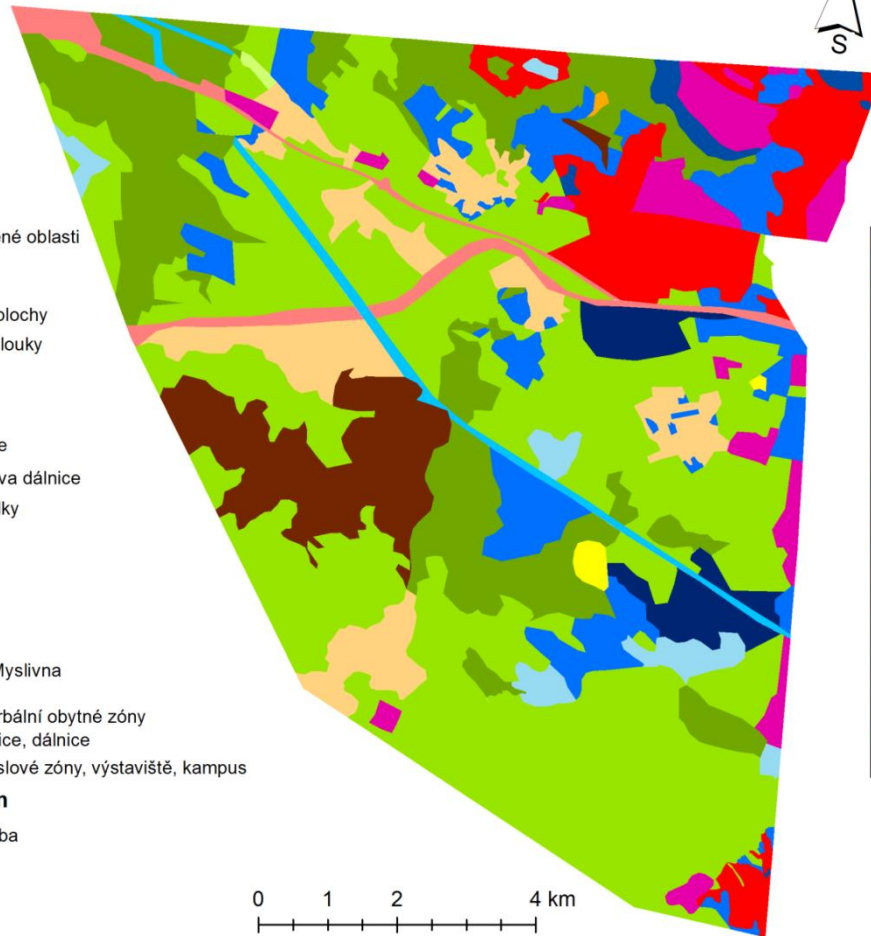 S
né oblasti
plochy
louky
e
va dálnice
lky
Myslivna
rbální obytné zóny
ice, dálnice
slové zóny, výstaviště, kampus
ba
0 1 2 4 km